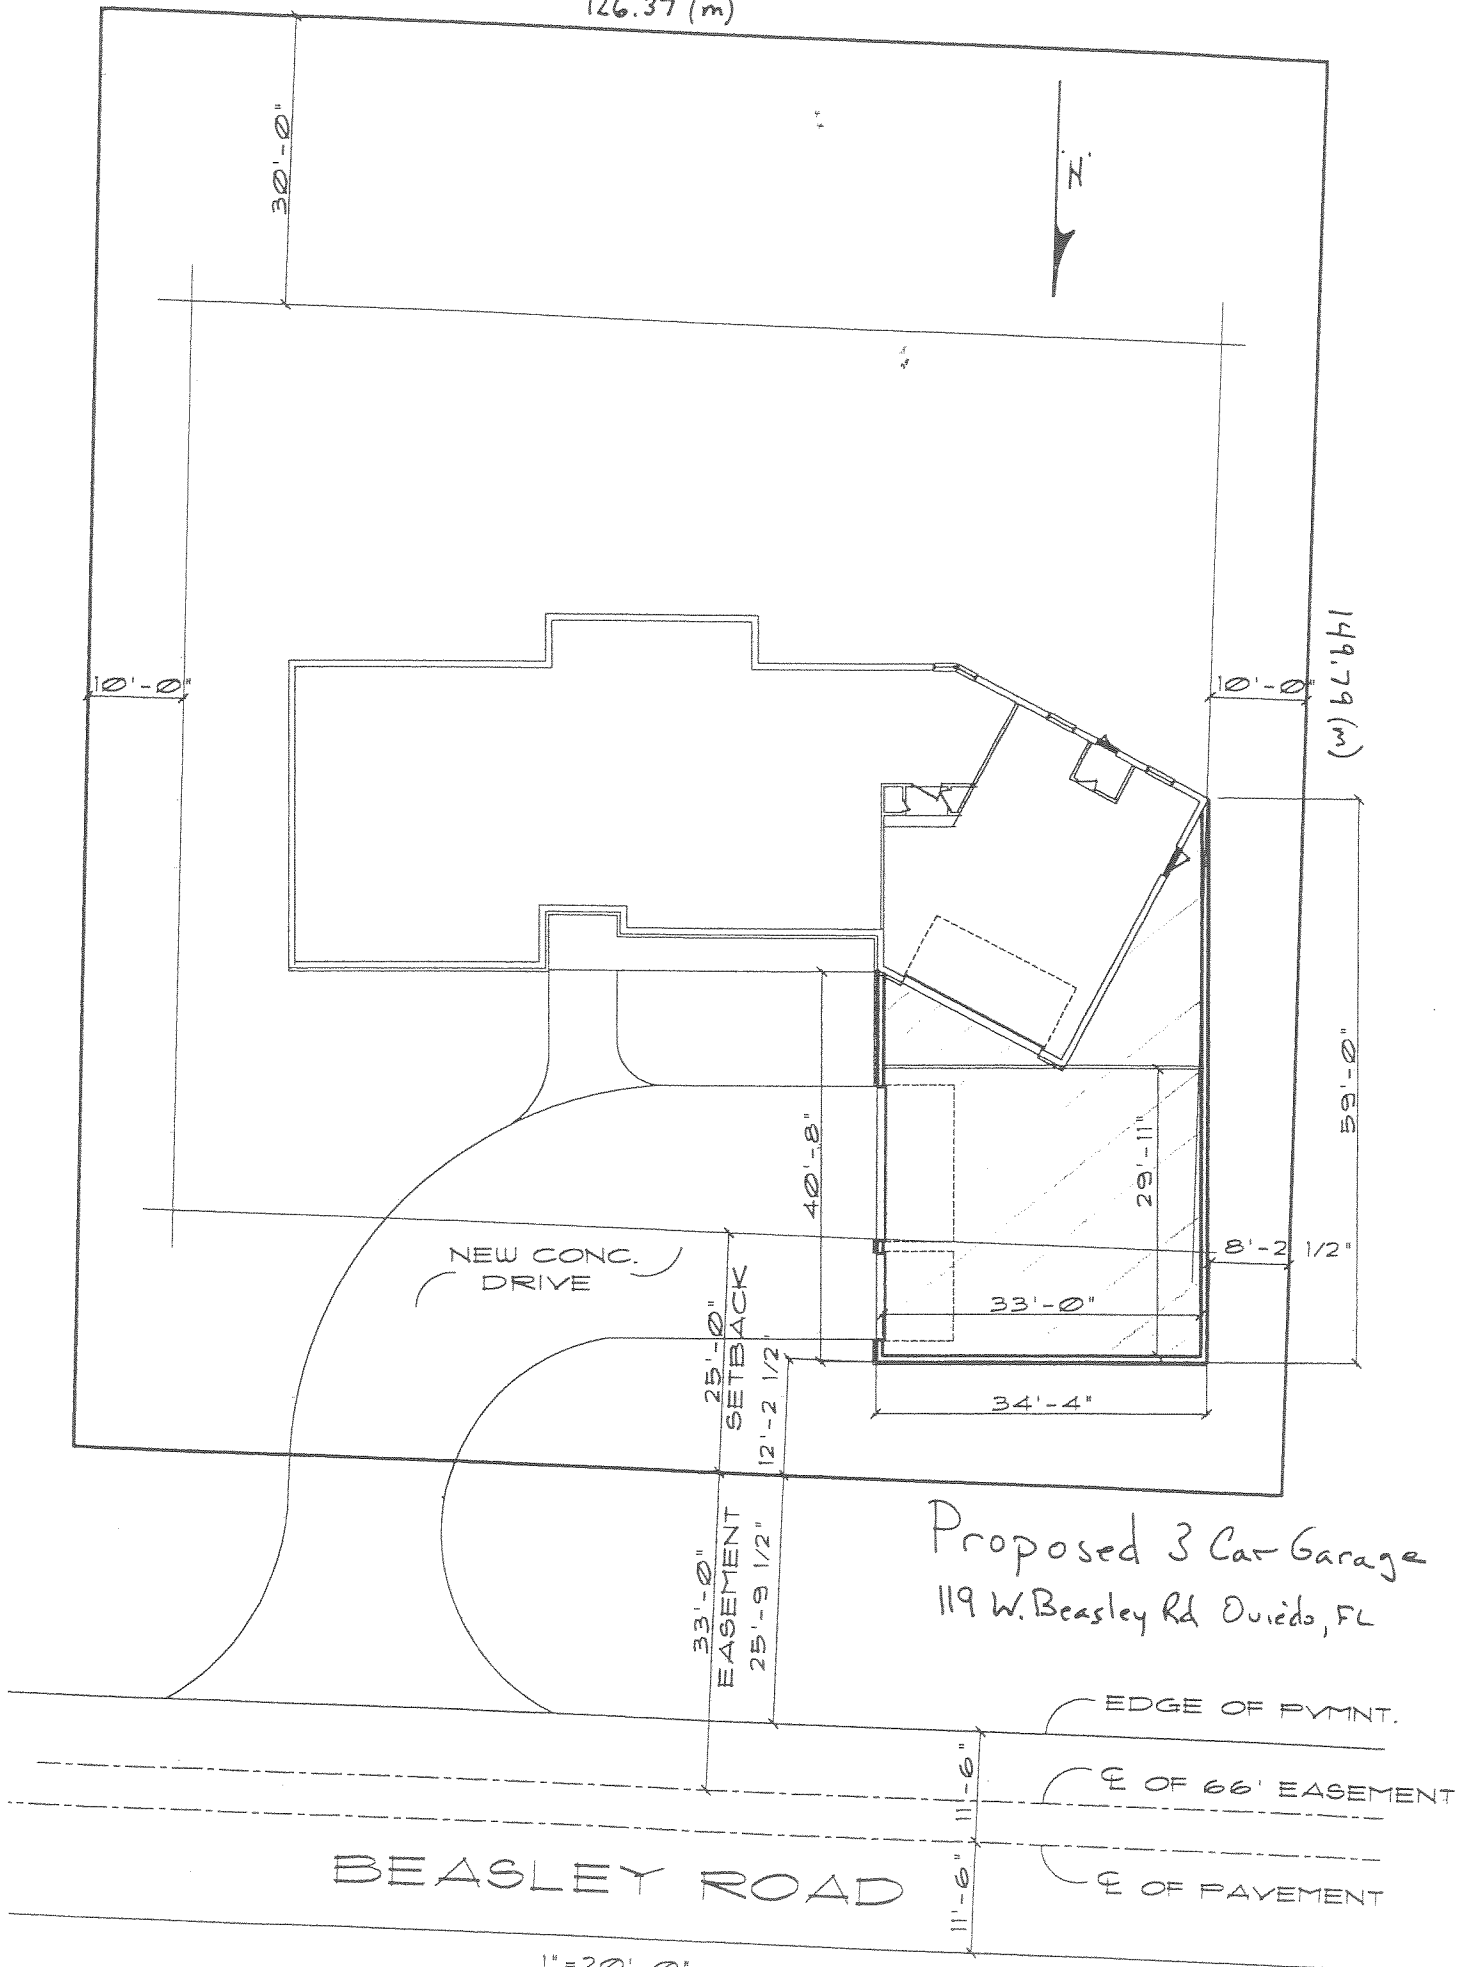 126.37 (m)
30'-0"
N
149.79 (m)
10'-0"
10'-0"
59'-0"
40'-8"
29'-11"
8'-2 1/2"
NEW CONC.
DRIVE
33'-0"
25'-0"
SETBACK
12'-2 1/2"
34'-4"
33'-0"
EASEMENT
25'-9 1/2"
Proposed 3 Car Garage
119 W. Beasley Rd Oviedo, FL
EDGE OF PVMNT.
11'-6"
℄ OF 66' EASEMENT
BEASLEY ROAD
11'-6"
℄ OF PAVEMENT
1"=20'-0"